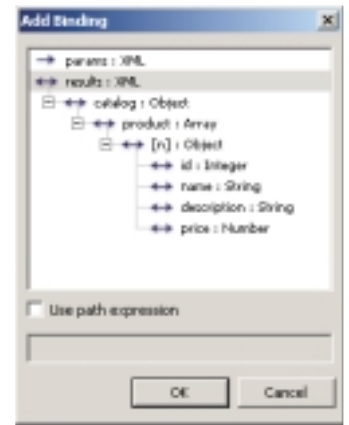 Add Binding
params : XML
results : XML
catalog : Object
product : Array
[n] : Object
id : Integer
name : String
description : String
price : Number
Use path expression
OK Cancel